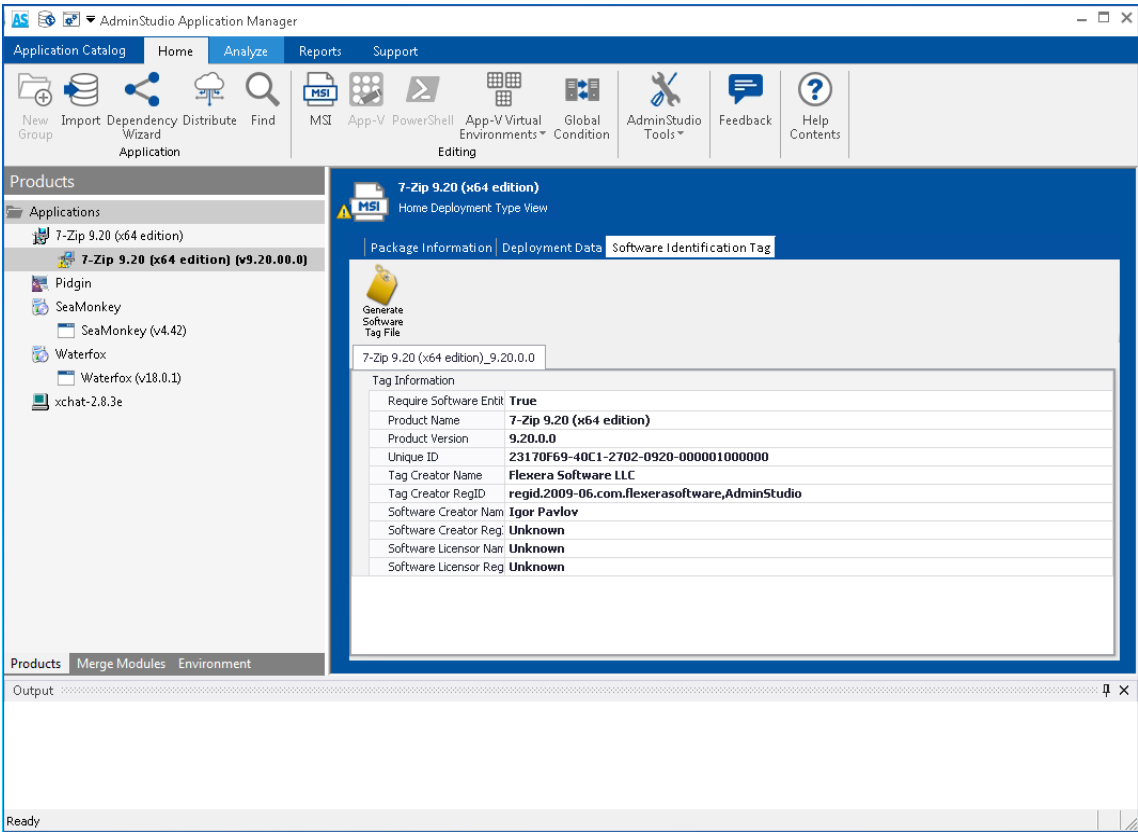 AS AdminStudio Application Manager
Application Catalog Home Analyze Reports Support
New Group Import Dependency Wizard Distribute Find MSI MSI App-V PowerShell App-V Virtual Environments Global Condition AdminStudio Tools Feedback Help Contents
Application Editing
Products
Applications
7-Zip 9.20 (x64 edition)
7-Zip 9.20 (x64 edition) (v9.20.00.0)
Pidgin
SeaMonkey
SeaMonkey (v4.42)
Waterfox
Waterfox (v18.0.1)
xchat-2.8.3e
Products Merge Modules Environment
MSI
7-Zip 9.20 (x64 edition)
Home Deployment Type View
Package Information Deployment Data Software Identification Tag
Generate
Software
Tag File
7-Zip 9.20 (x64 edition)_9.20.0.0
Tag Information
Require Software Entit True
Product Name 7-Zip 9.20 (x64 edition)
Product Version 9.20.0.0
Unique ID 23170F69-40C1-2702-0920-000001000000
Tag Creator Name Flexera Software LLC
Tag Creator RegID regid.2009-06.com.flexerasoftware,AdminStudio
Software Creator Nam Igor Pavlov
Software Creator Reg Unknown
Software Licensor Nam Unknown
Software Licensor Reg Unknown
Output
Ready